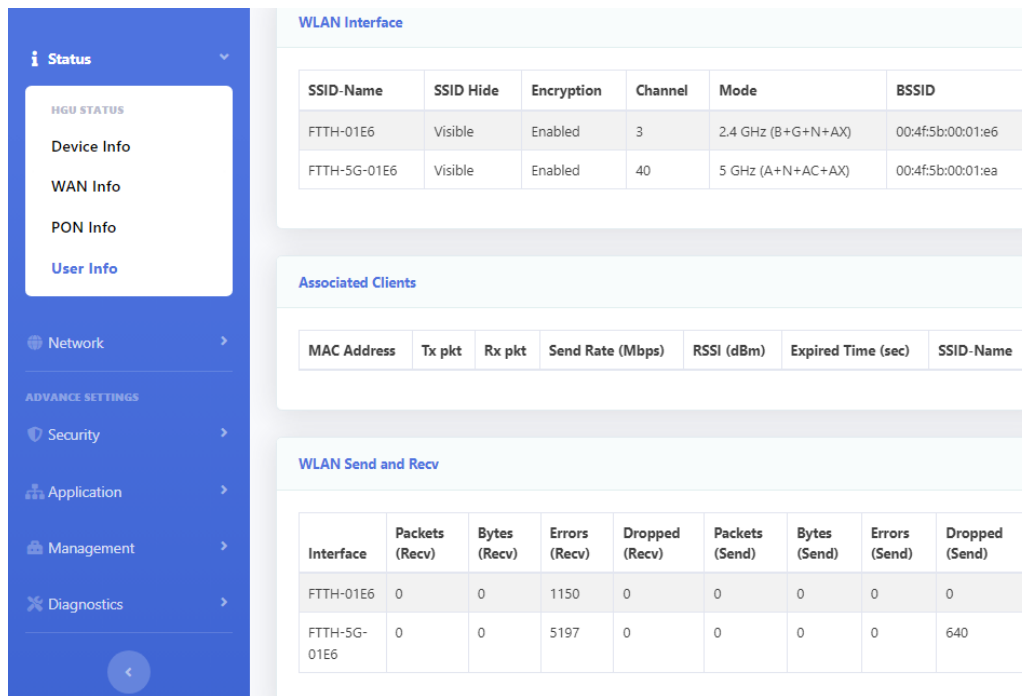 WLAN Interface
Status
SSID-Name SSID Hide Encryption Channel Mode BSSID
HGU STATUS
FTTH-01E6 Visible Enabled 3 2.4 GHz (B+G+N+AX) 00:4f:5b:00:01:e6
Device Info
FTTH-5G-01E6 Visible Enabled 40 5 GHz (A+N+AC+AX) 00:4f:5b:00:01:ea
WAN Info
PON Info
User Info
Associated Clients
Network
MAC Address Tx pkt Rx pkt Send Rate (Mbps) RSSI (dBm) Expired Time (sec) SSID-Name
ADVANCE SETTINGS
Security
WLAN Send and Recv
Application
Packets Bytes Errors Dropped Packets Bytes Errors Dropped
Interface (Recv) (Recv) (Recv) (Recv) (Send) (Send) (Send) (Send)
Management
FTTH-01E6 0 0 1150 0 0 0 0 0
Diagnostics
FTTH-5G- 0 0 5197 0 0 0 0 640
01E6